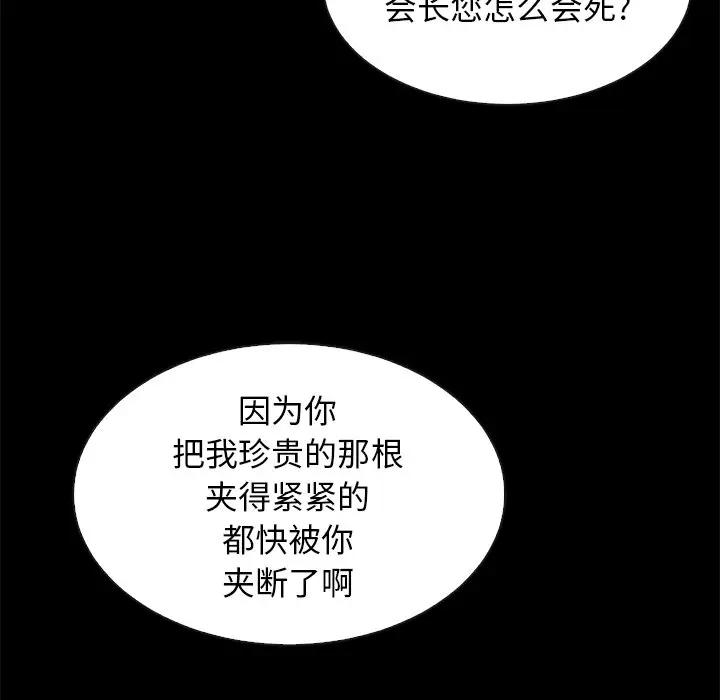 会长您怎么会死?
因为你
把我珍贵的那根
夹得紧紧的
都快被你
夹断了啊